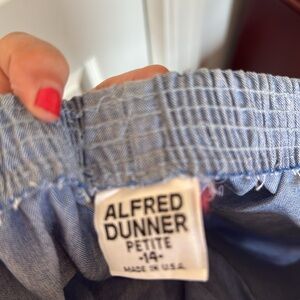 ALFRED
DUNNER
PETITE
-14-
MADE IN U.S.A.